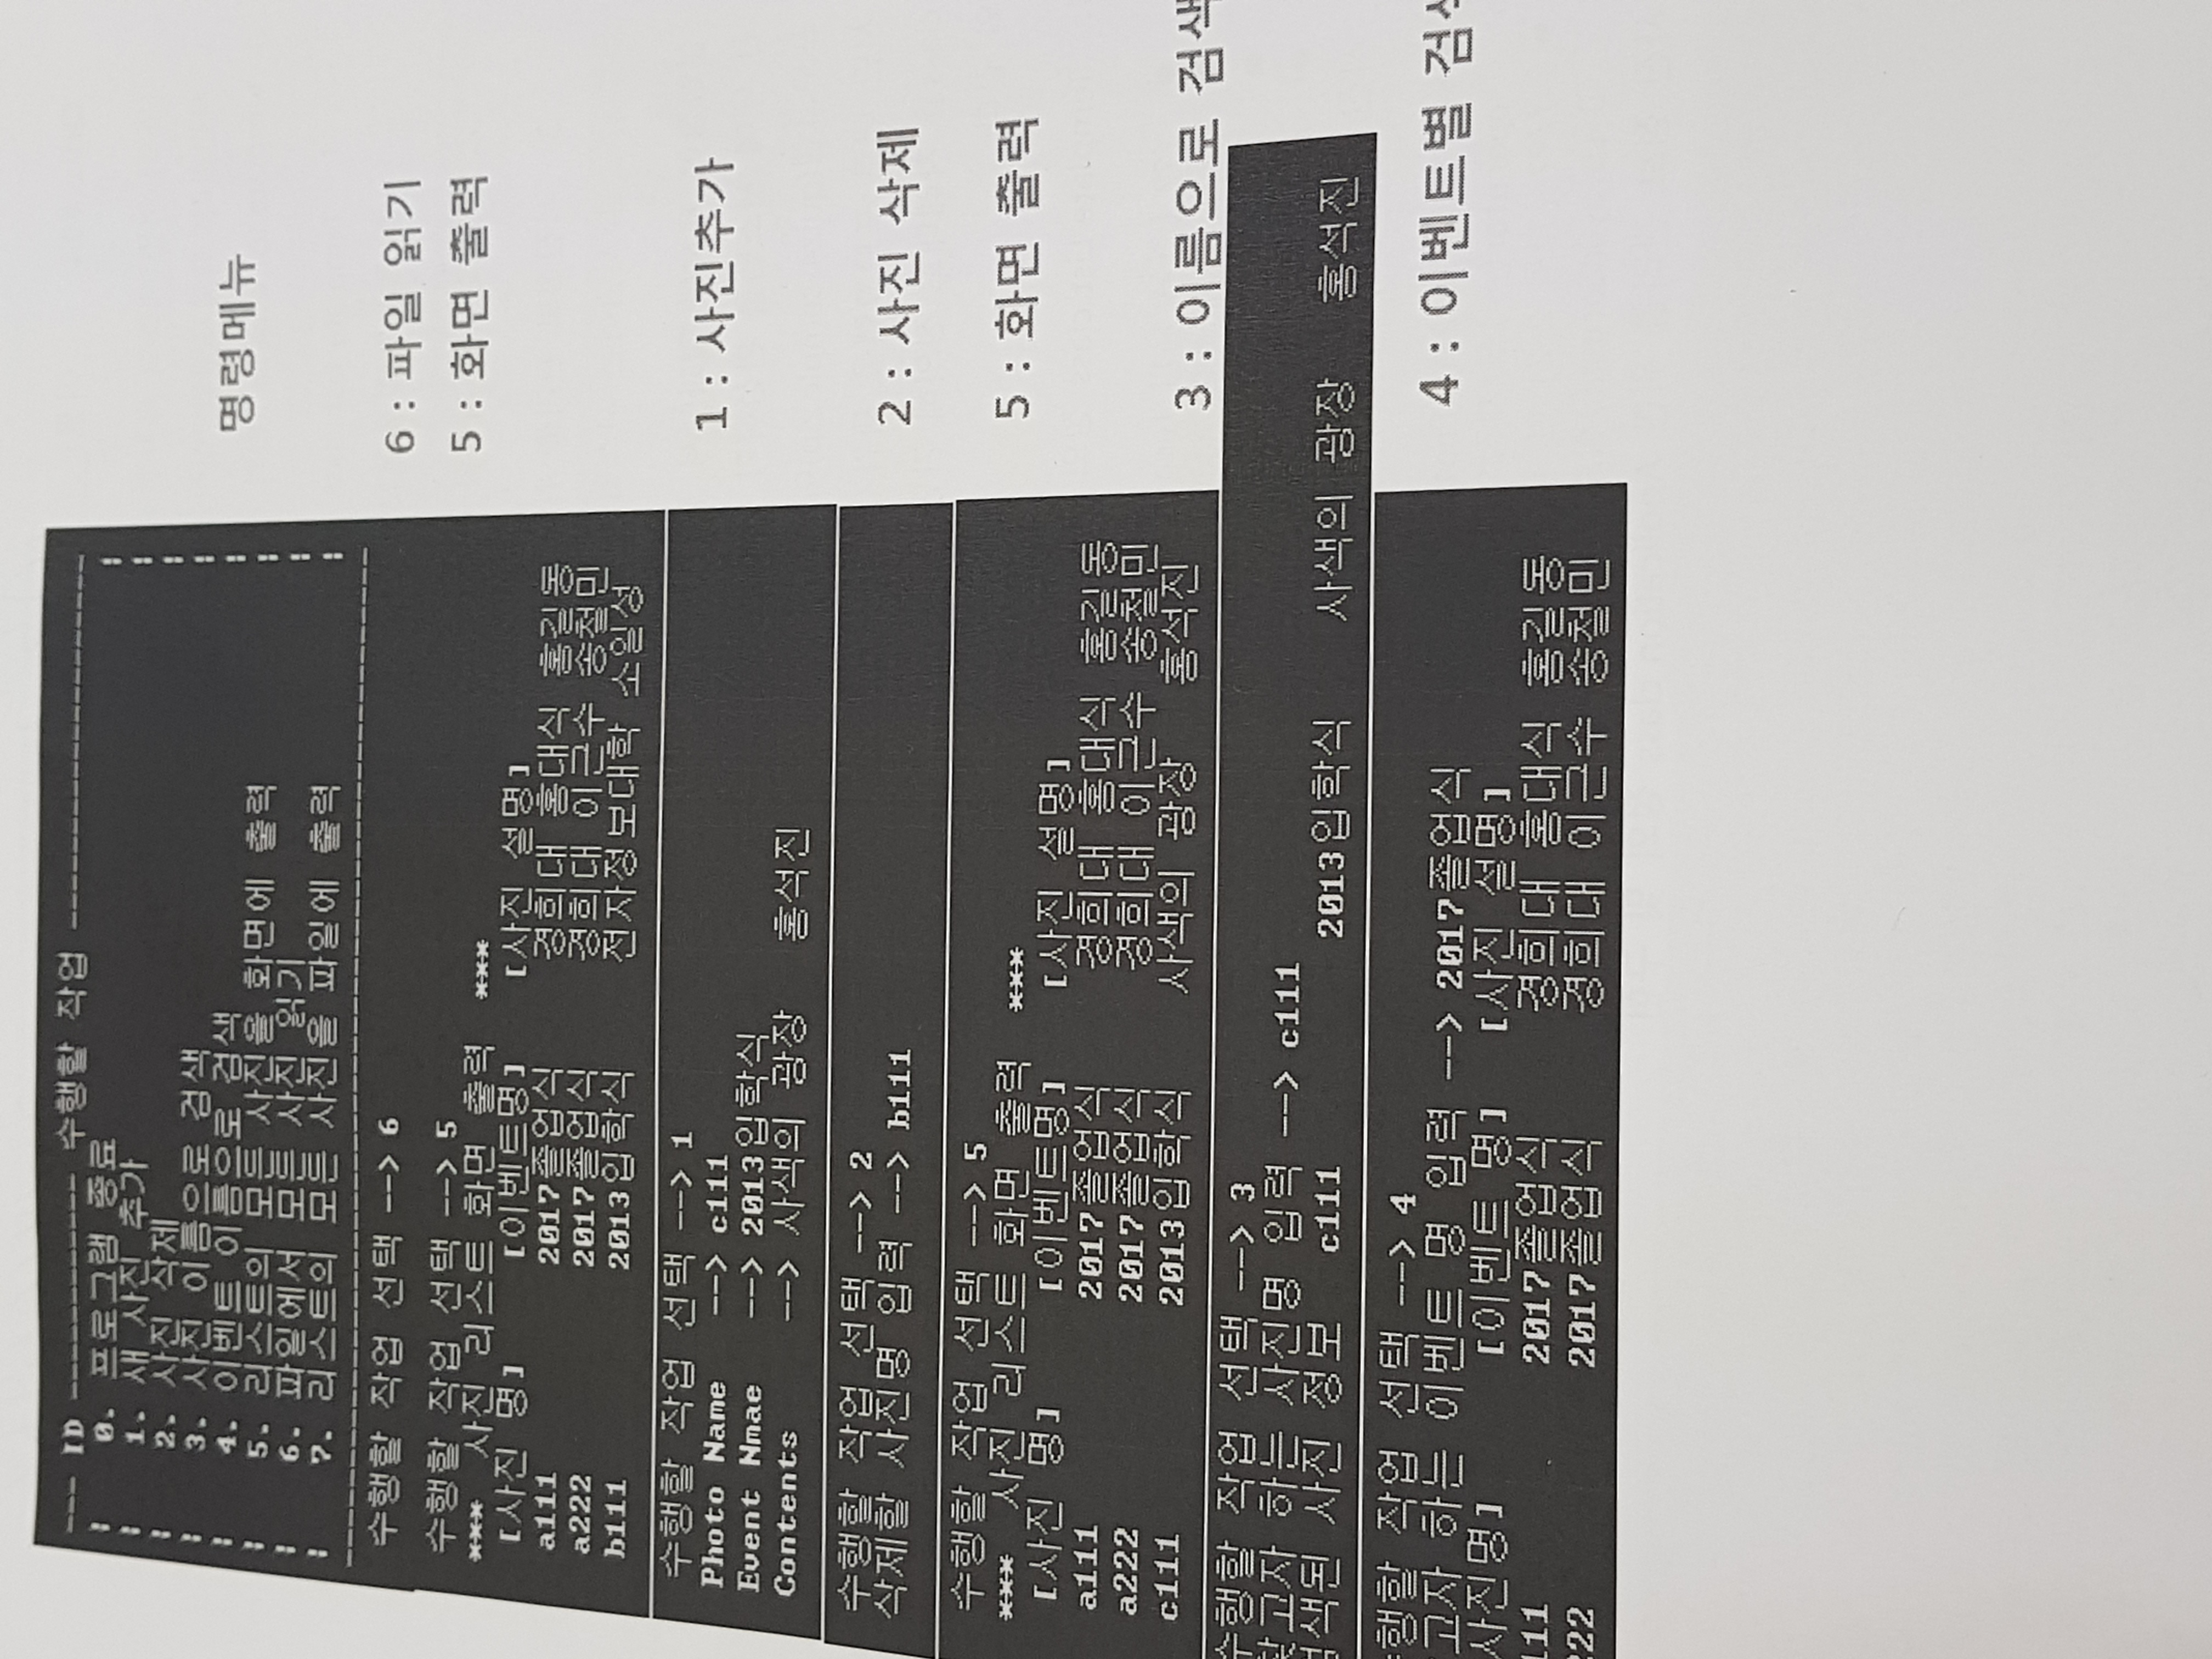 --- ID ------------ 수행할 작업 --------------------
0. 프로그램 종료
1. 새 사진 추가
2. 사진 삭제
3. 사진 이름으로 검색
4. 이벤트 이름으로 검색
5. 리스트의 모든 사진을 화면에 출력
6. 파일에서 모든 사진 읽기
7. 리스트의 모든 사진을 파일에 출력
명령메뉴
수행할 작업 선택 --> 6
6 : 파일 읽기
수행할 작업 선택 --> 5
5 : 화면 출력
*** 사진 리스트 화면 출력 ***
[사진 명] [이벤트명] [사진 설명]
a111 2017졸업식 경희대 홍대식 홍길동
a222 2017졸업식 경희대 이근수 송철민
b111 2013입학식 전자정보대학 소일성
수행할 작업 선택 --> 1
1 : 사진추가
Photo Name --> c111
Event Nmae --> 2013입학식
Contents --> 사색의 광장 홍석진
수행할 작업 선택 --> 2
2 : 사진 삭제
삭제할 사진명 입력 --> b111
수행할 작업 선택 --> 5
5 : 화면 출력
*** 사진 리스트 화면 출력 ***
[사진 명] [이벤트명] [사진 설명]
a111 2017졸업식 경희대 홍대식 홍길동
a222 2017졸업식 경희대 이근수 송철민
c111 2013입학식 사색의 광장 홍석진
3 : 이름으로 검색
수행할 작업 선택 --> 3
찾고자 하는 사진명 입력 --> c111
검색된 사진 정보 c111 2013입학식 사색의 광장 홍석진
수행할 작업 선택 --> 4
4 : 이벤트별 검색
고자 하는 이벤트 명 입력 --> 2017졸업식
사진명] [이벤트 명] [사진 설명]
111 2017졸업식 경희대 홍대식 홍길동
222 2017졸업식 경희대 이근수 송철민